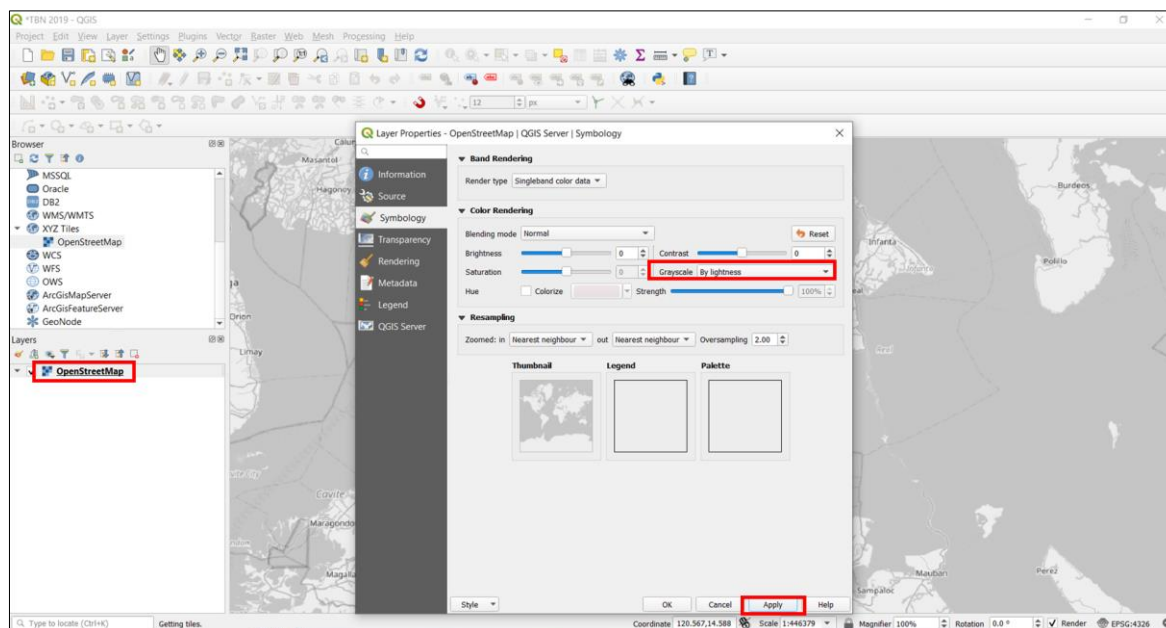 *TBN 2019 - QGIS
Project Edit View Layer Settings Plugins Vector Raster Web Mesh Processing Help
12 px
Browser
MSSQL
Oracle
DB2
WMS/WMTS
XYZ Tiles
OpenStreetMap
WCS
WFS
OWS
ArcGisMapServer
ArcGisFeatureServer
GeoNode
Layers
OpenStreetMap
Masantol
Hagonoy
Orion
Limay
Cavite
Maragondo
Magalla
Layer Properties - OpenStreetMap | QGIS Server | Symbology
Information
Source
Symbology
Transparency
Rendering
Metadata
Legend
QGIS Server
Band Rendering
Render type Singleband color data
Color Rendering
Blending mode Normal Reset
Brightness 0 Contrast 0
Saturation 0 Grayscale By lightness
Hue Colorize Strength 100%
Resampling
Zoomed: in Nearest neighbour out Nearest neighbour Oversampling 2.00
Thumbnail Legend Palette
Style OK Cancel Apply Help
Burdeos
Infanta
Polillo
Mauban
Perez
Sampaloc
Type to locate (Ctrl+K) Getting tiles. Coordinate 120.567,14.588 Scale 1:446379 Magnifier 100% Rotation 0.0 ° Render EPSG:4326